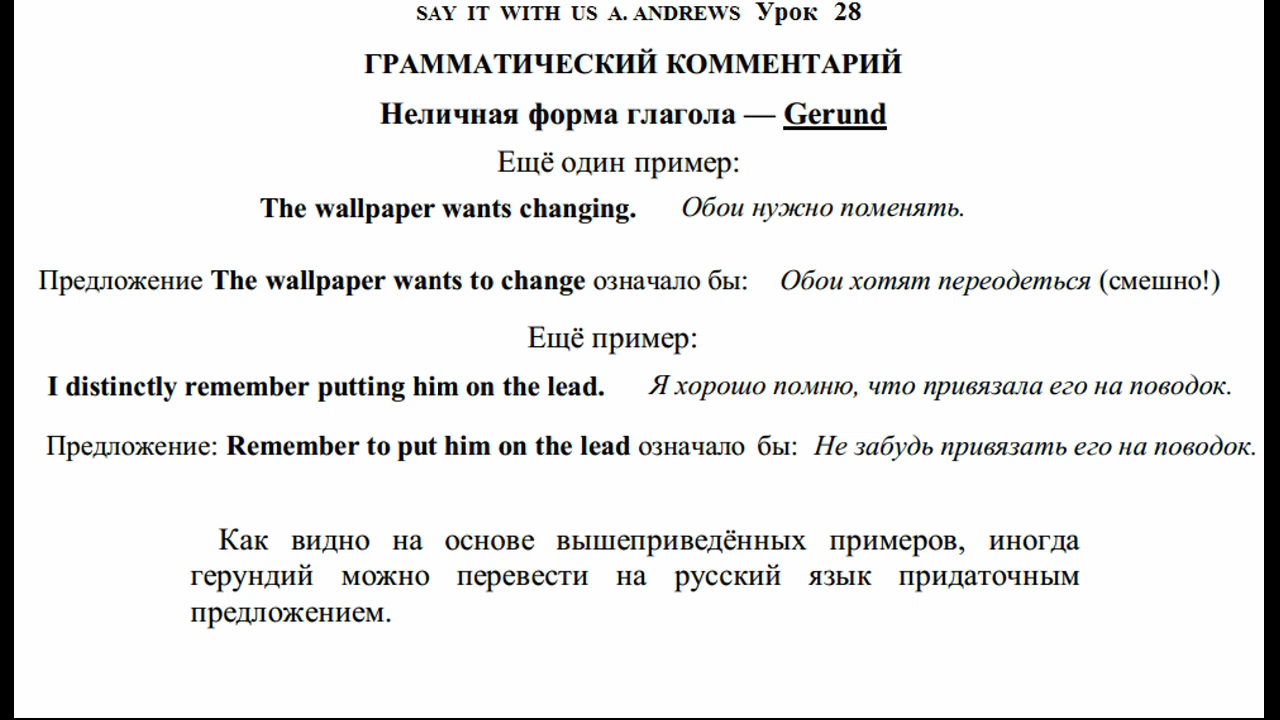 SAY IT WITH US A. ANDREWS Урок 28
ГРАММАТИЧЕСКИЙ КОММЕНТАРИЙ
Неличная форма глагола — Gerund
Ещё один пример:
The wallpaper wants changing. Обои нужно поменять.
Предложение The wallpaper wants to change означало бы: Обои хотят переодеться (смешно!)
Ещё пример:
I distinctly remember putting him on the lead. Я хорошо помню, что привязала его на поводок.
Предложение: Remember to put him on the lead означало бы: Не забудь привязать его на поводок.
Как видно на основе вышеприведённых примеров, иногда
герундий можно перевести на русский язык придаточным
предложением.